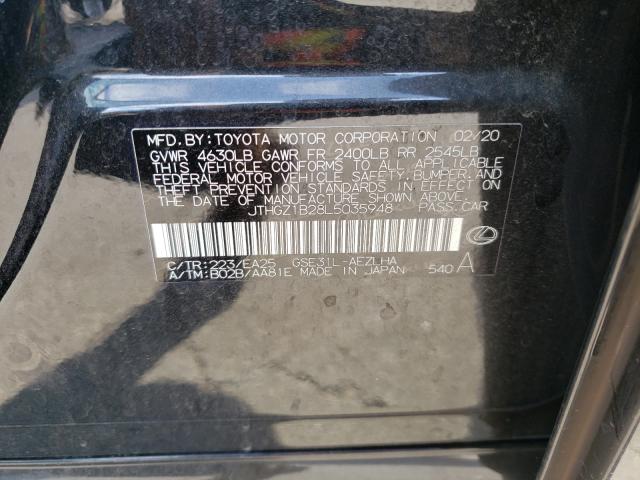 MFD. BY: TOYOTA MOTOR CORPORATION 02/20
GVWR 4630LB GAWR FR 2400LB RR 2545LB
THIS VEHICLE CONFORMS TO ALL APPLICABLE
FEDERAL MOTOR VEHICLE SAFETY, BUMPER, AND
THEFT PREVENTION STANDARDS IN EFFECT ON
THE DATE OF MANUFACTURE SHOWN ABOVE.
JTHGZ1B28L5035948 PASS. CAR
C/TR: 223/EA25 GSE31L-AEZLHA
A/TM: B02B/AA81E MADE IN JAPAN 540 A